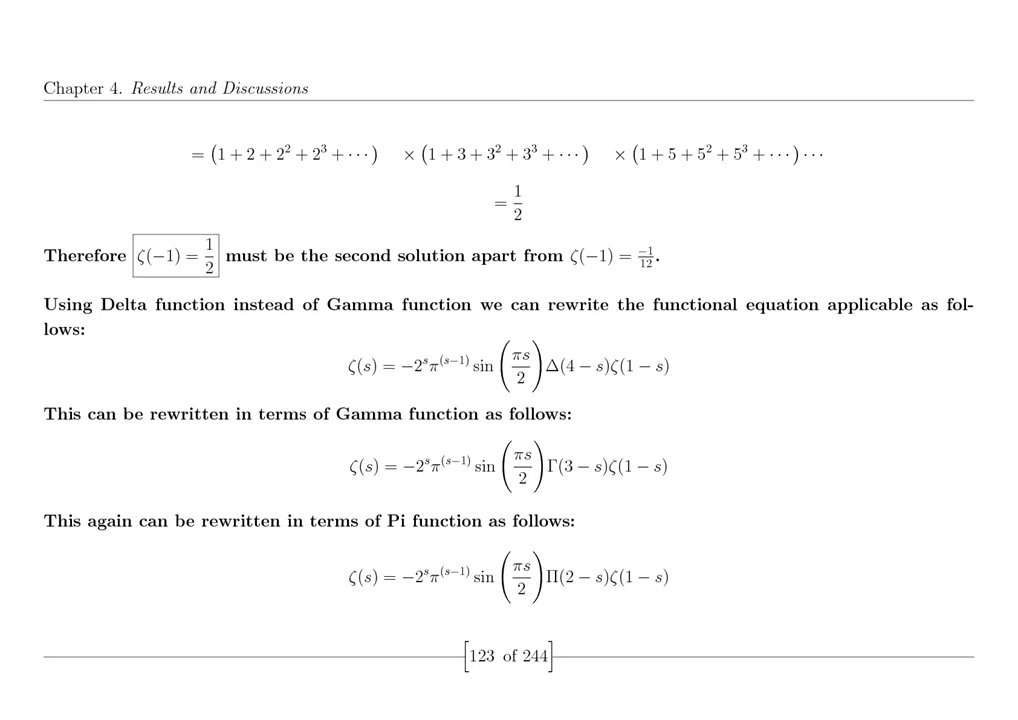 Chapter 4. Results and Discussions
= (1 + 2 + 2² + 2³ + ⋯) × (1 + 3 + 3² + 3³ + ⋯) × (1 + 5 + 5² + 5³ + ⋯) ⋯
= 1/2
Therefore ζ(−1) = 1/2 must be the second solution apart from ζ(−1) = −1/12.
Using Delta function instead of Gamma function we can rewrite the functional equation applicable as fol-
lows:
ζ(s) = −2ˢπ⁽ˢ⁻¹⁾ sin(πs/2)Δ(4 − s)ζ(1 − s)
This can be rewritten in terms of Gamma function as follows:
ζ(s) = −2ˢπ⁽ˢ⁻¹⁾ sin(πs/2)Γ(3 − s)ζ(1 − s)
This again can be rewritten in terms of Pi function as follows:
ζ(s) = −2ˢπ⁽ˢ⁻¹⁾ sin(πs/2)Π(2 − s)ζ(1 − s)
[123 of 244]